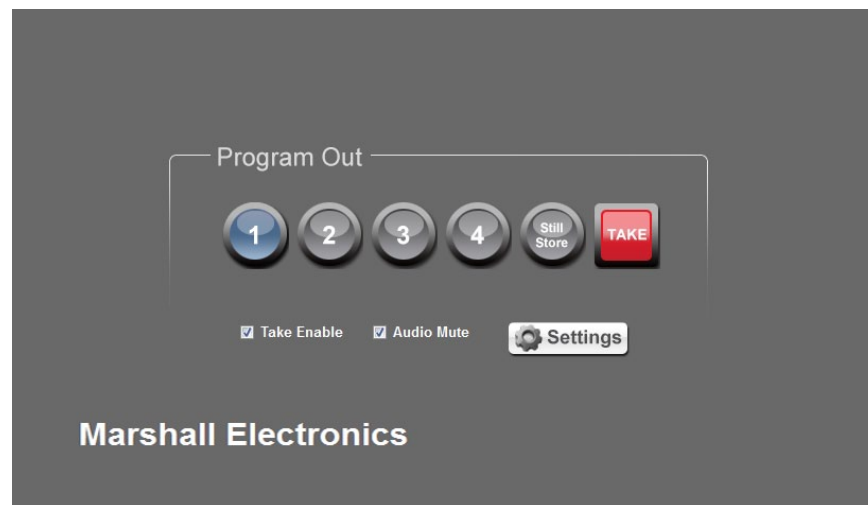 Program Out
1 2 3 4 Still Store TAKE
Take Enable Audio Mute Settings
Marshall Electronics